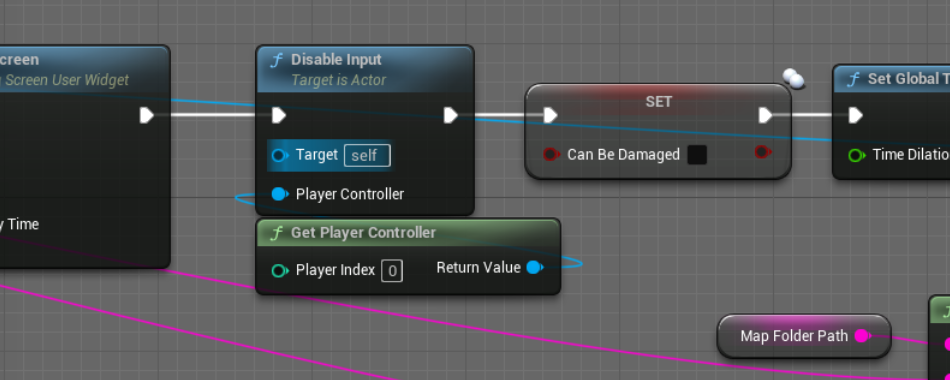 creen
Screen User Widget
y Time
f Disable Input
Target is Actor
Target self
Player Controller
f Get Player Controller
Player Index 0
Return Value
SET
Can Be Damaged
f Set Global T
Time Dilatio
Map Folder Path
f